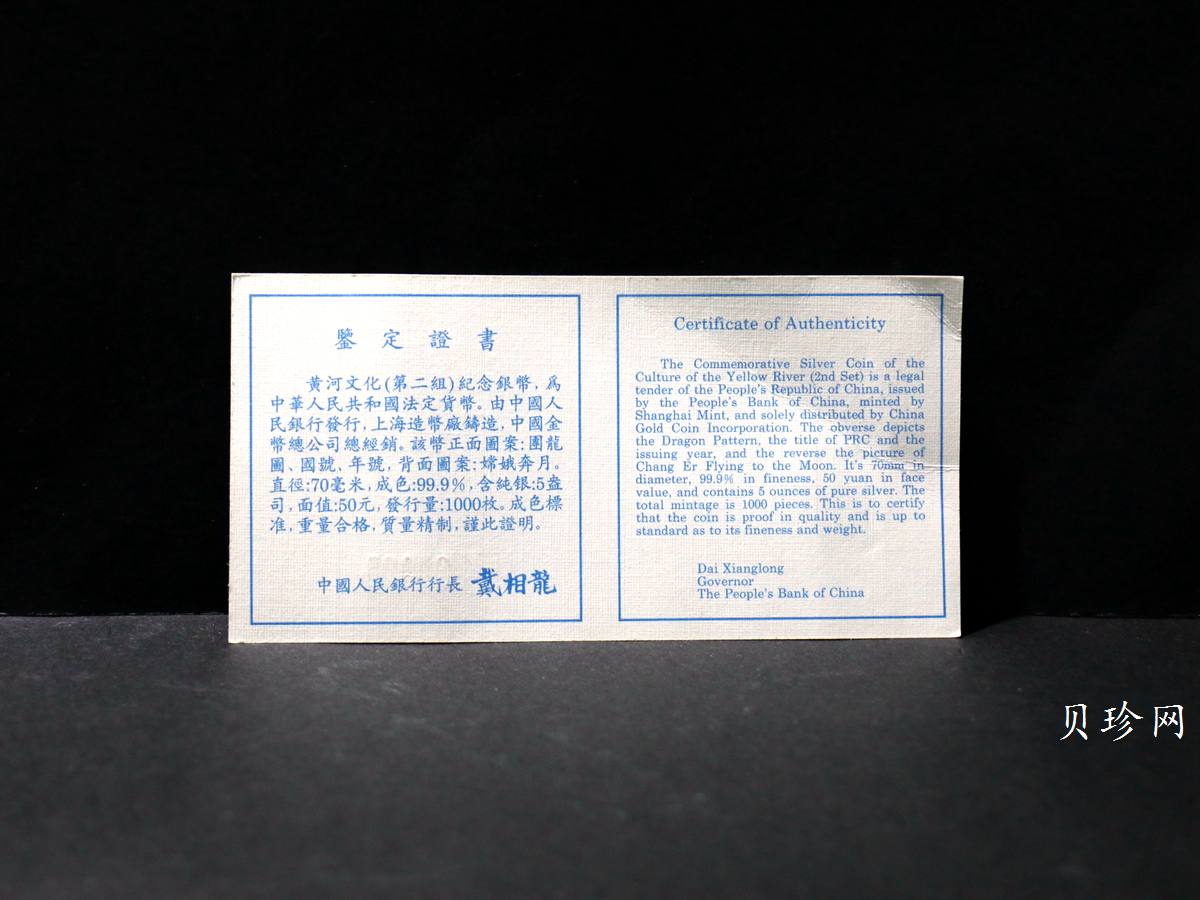 鑒定證書
黄河文化(第二組)紀念銀幣,爲
中華人民共和國法定貨幣。由中國人
民銀行發行,上海造幣廠鑄造,中國金
幣總公司總經銷。該幣正面圖案:團龍
圖、國號、年號,背面圖案:嫦娥奔月。
直徑:70毫米,成色:99.9%,含純银:5盎
司,面值:50元,發行量:1000枚。成色標
准,重量合格,質量精制,謹此證明。
中國人民銀行行長 戴相龍
Certificate of Authenticity
The Commemorative Silver Coin of the
Culture of the Yellow River (2nd Set) is a legal
tender of the People's Republic of China, issued
by the People's Bank of China, minted by
Shanghai Mint, and solely distributed by China
Gold Coin Incorporation. The obverse depicts
the Dragon Pattern, the title of PRC and the
issuing year, and the reverse the picture of
Chang Er Flying to the Moon. It's 70mm in
diameter, 99.9% in fineness, 50 yuan in face
value, and contains 5 ounces of pure silver. The
total mintage is 1000 pieces. This is to certify
that the coin is proof in quality and is up to
standard as to its fineness and weight.
Dai Xianglong
Governor
The People's Bank of China
贝珍网